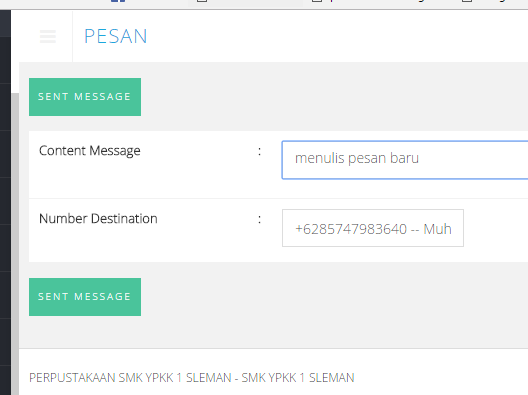 PESAN
SENT MESSAGE
Content Message : menulis pesan baru
Number Destination : +6285747983640 -- Muh
SENT MESSAGE
PERPUSTAKAAN SMK YPKK 1 SLEMAN - SMK YPKK 1 SLEMAN